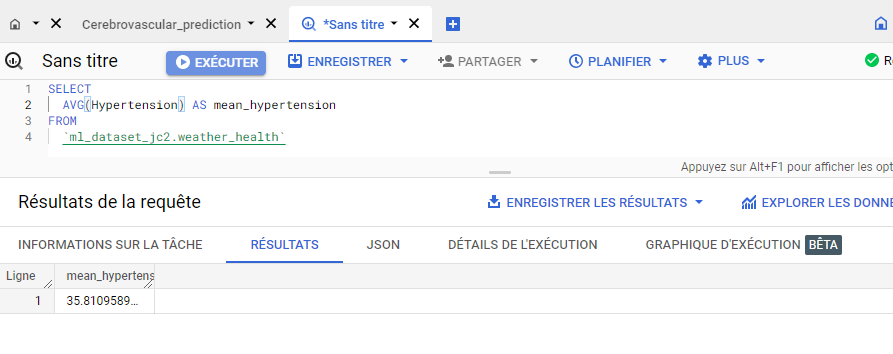 Cerebrovascular_prediction
*Sans titre
Sans titre
EXÉCUTER
ENREGISTRER
PARTAGER
PLANIFIER
PLUS
1 SELECT
2 AVG(Hypertension) AS mean_hypertension
3 FROM
4 `ml_dataset_jc2.weather_health`
Appuyez sur Alt+F1 pour afficher les opt
Résultats de la requête
ENREGISTRER LES RÉSULTATS
EXPLORER LES DONNE
INFORMATIONS SUR LA TÂCHE
RÉSULTATS
JSON
DÉTAILS DE L'EXÉCUTION
GRAPHIQUE D'EXÉCUTION BÊTA
Ligne mean_hypertens
1 35.8109589...